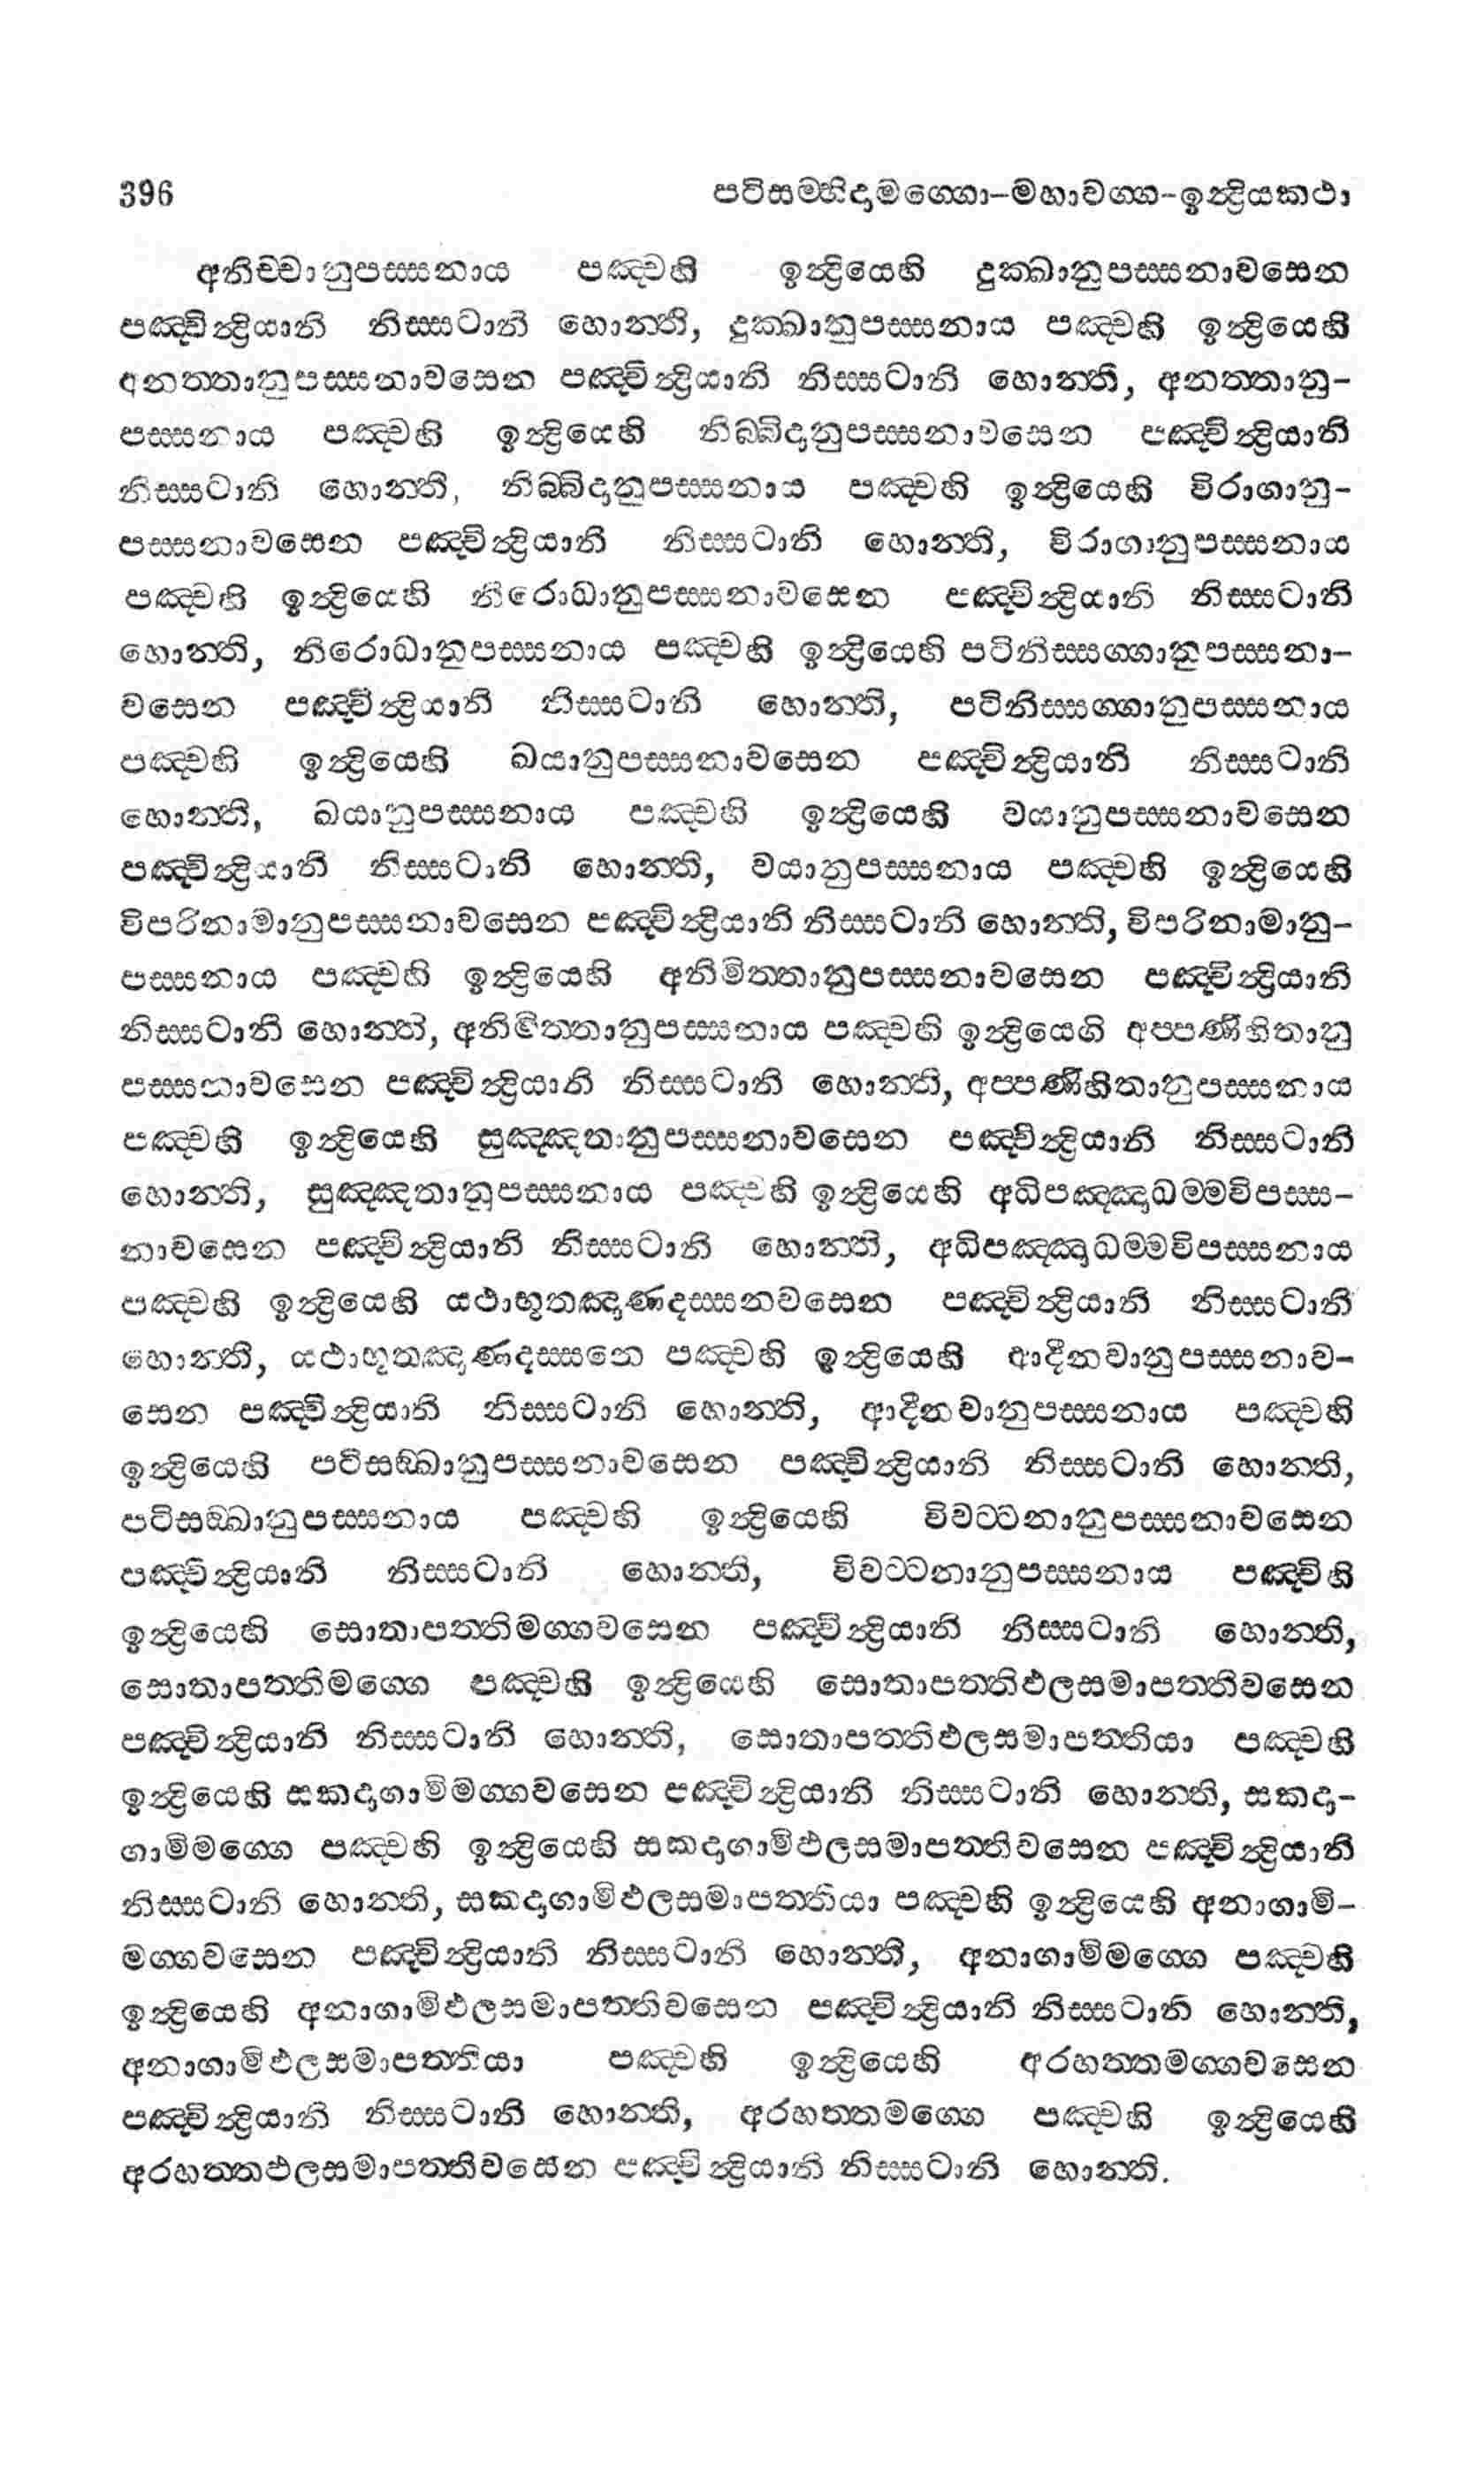 396 පටිසම්භිදාමග්ගො-මහාවග්ග-ඉන්ද්‍රියකථා
අනිච්චානුපස්සනාය පඤ්චහි ඉන්ද්‍රියෙහි දුක්ඛානුපස්සනාවසෙන
පඤ්චින්ද්‍රියානි නිස්සටානි හොන්ති, දුක්ඛානුපස්සනාය පඤ්චහි ඉන්ද්‍රියෙහි
අනත්තානුපස්සනාවසෙන පඤ්චින්ද්‍රියානි නිස්සටානි හොන්ති, අනත්තානු-
පස්සනාය පඤ්චහි ඉන්ද්‍රියෙහි නිබ්බිදානුපස්සනාවසෙන පඤ්චින්ද්‍රියානි
නිස්සටානි හොන්ති, නිබ්බිදානුපස්සනාය පඤ්චහි ඉන්ද්‍රියෙහි විරාගානු-
පස්සනාවසෙන පඤ්චින්ද්‍රියානි නිස්සටානි හොන්ති, විරාගානුපස්සනාය
පඤ්චහි ඉන්ද්‍රියෙහි නිරොධානුපස්සනාවසෙන පඤ්චින්ද්‍රියානි නිස්සටානි
හොන්ති, නිරොධානුපස්සනාය පඤ්චහි ඉන්ද්‍රියෙහි පටිනිස්සග්ගානුපස්සනා-
වසෙන පඤ්චින්ද්‍රියානි නිස්සටානි හොන්ති, පටිනිස්සග්ගානුපස්සනාය
පඤ්චහි ඉන්ද්‍රියෙහි ඛයානුපස්සනාවසෙන පඤ්චින්ද්‍රියානි නිස්සටානි
හොන්ති, ඛයානුපස්සනාය පඤ්චහි ඉන්ද්‍රියෙහි වයානුපස්සනාවසෙන
පඤ්චින්ද්‍රියානි නිස්සටානි හොන්ති, වයානුපස්සනාය පඤ්චහි ඉන්ද්‍රියෙහි
විපරිනාමානුපස්සනාවසෙන පඤ්චින්ද්‍රියානි නිස්සටානි හොන්ති, විපරිනාමානු-
පස්සනාය පඤ්චහි ඉන්ද්‍රියෙහි අනිමිත්තානුපස්සනාවසෙන පඤ්චින්ද්‍රියානි
නිස්සටානි හොන්ති, අනිමිත්තානුපස්සනාය පඤ්චහි ඉන්ද්‍රියෙහි අප්පණිහිතානු
පස්සනාවසෙන පඤ්චින්ද්‍රියානි නිස්සටානි හොන්ති, අප්පණිහිතානුපස්සනාය
පඤ්චහි ඉන්ද්‍රියෙහි සුඤ්ඤතානුපස්සනාවසෙන පඤ්චින්ද්‍රියානි නිස්සටානි
හොන්ති, සුඤ්ඤතානුපස්සනාය පඤ්චහි ඉන්ද්‍රියෙහි අධිපඤ්ඤාධම්මවිපස්ස-
නාවසෙන පඤ්චින්ද්‍රියානි නිස්සටානි හොන්ති, අධිපඤ්ඤාධම්මවිපස්සනාය
පඤ්චහි ඉන්ද්‍රියෙහි යථාභූතඤාණදස්සනවසෙන පඤ්චින්ද්‍රියානි නිස්සටානි
හොන්ති, යථාභූතඤාණදස්සනෙ පඤ්චහි ඉන්ද්‍රියෙහි ආදීනවානුපස්සනාව-
සෙන පඤ්චින්ද්‍රියානි නිස්සටානි හොන්ති, ආදීනවානුපස්සනාය පඤ්චහි
ඉන්ද්‍රියෙහි පටිසඞ්ඛානුපස්සනාවසෙන පඤ්චින්ද්‍රියානි නිස්සටානි හොන්ති,
පටිසඞ්ඛානුපස්සනාය පඤ්චහි ඉන්ද්‍රියෙහි විවට්ටනානුපස්සනාවසෙන
පඤ්චින්ද්‍රියානි නිස්සටානි හොන්ති, විවට්ටනානුපස්සනාය පඤ්චිහි
ඉන්ද්‍රියෙහි සොතාපත්තිමග්ගවසෙන පඤ්චින්ද්‍රියානි නිස්සටානි හොන්ති,
සොතාපත්තිමග්ගෙ පඤ්චහි ඉන්ද්‍රියෙහි සොතාපත්තිඵලසමාපත්තිවසෙන
පඤ්චින්ද්‍රියානි නිස්සටානි හොන්ති, සොතාපත්තිඵලසමාපත්තියා පඤ්චහි
ඉන්ද්‍රියෙහි සකදාගාමිමග්ගවසෙන පඤ්චින්ද්‍රියානි නිස්සටානි හොන්ති, සකදා-
ගාමිමග්ගෙ පඤ්චහි ඉන්ද්‍රියෙහි සකදාගාමිඵලසමාපත්තිවසෙන පඤ්චින්ද්‍රියානි
නිස්සටානි හොන්ති, සකදාගාමිඵලසමාපත්තියා පඤ්චහි ඉන්ද්‍රියෙහි අනාගාමි-
මග්ගවසෙන පඤ්චින්ද්‍රියානි නිස්සටානි හොන්ති, අනාගාමිමග්ගෙ පඤ්චහි
ඉන්ද්‍රියෙහි අනාගාමිඵලසමාපත්තිවසෙන පඤ්චින්ද්‍රියානි නිස්සටානි හොන්ති,
අනාගාමිඵලසමාපත්තියා පඤ්චහි ඉන්ද්‍රියෙහි අරහත්තමග්ගවසෙන
පඤ්චින්ද්‍රියානි නිස්සටානි හොන්ති, අරහත්තමග්ගෙ පඤ්චහි ඉන්ද්‍රියෙහි
අරහත්තඵලසමාපත්තිවසෙන පඤ්චින්ද්‍රියානි නිස්සටානි හොන්ති.